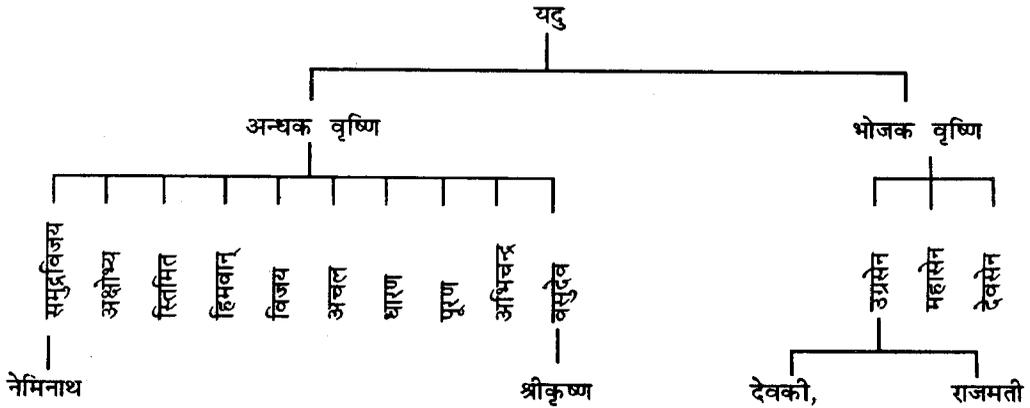 यदु
अन्धक वृष्णि
भोजक वृष्णि
समुद्रविजय
अक्षोभ्य
स्तिमित
हिमवान्
विजय
अचल
धारण
पूरण
अभिचन्द्र
वसुदेव
उग्रसेन
महासेन
देवसेन
नेमिनाथ
श्रीकृष्ण
देवकी,
राजमती